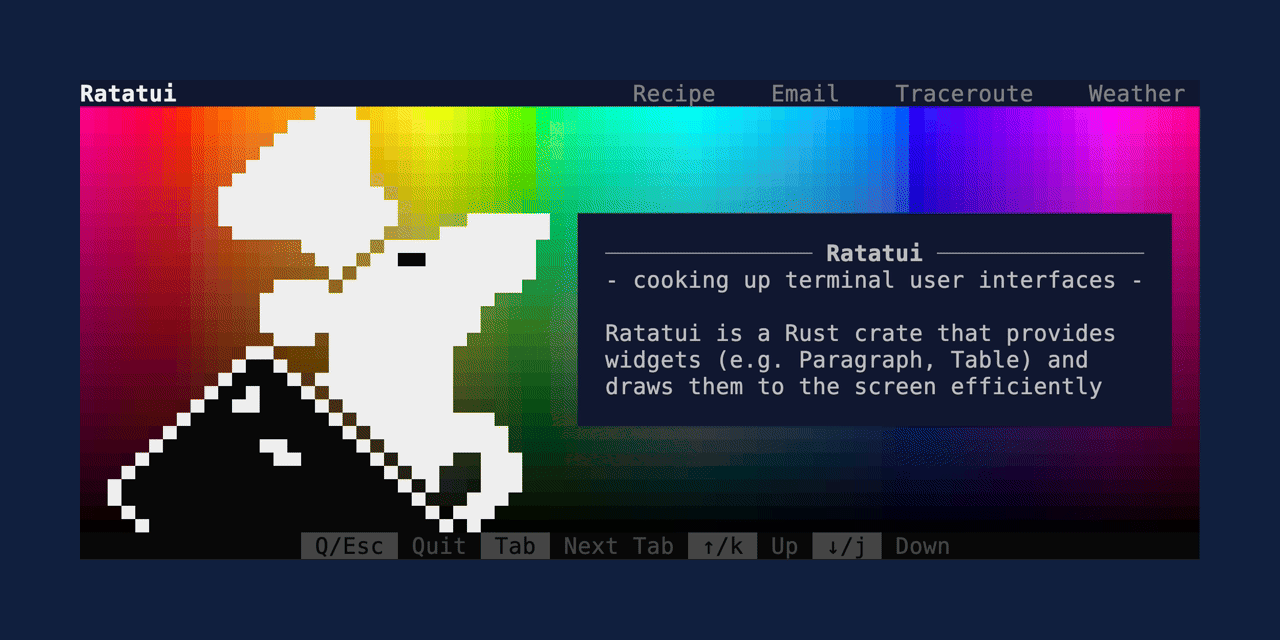 Ratatui Recipe Email Traceroute Weather
Ratatui
- cooking up terminal user interfaces -
Ratatui is a Rust crate that provides
widgets (e.g. Paragraph, Table) and
draws them to the screen efficiently
Q/Esc Quit Tab Next Tab ↑/k Up ↓/j Down